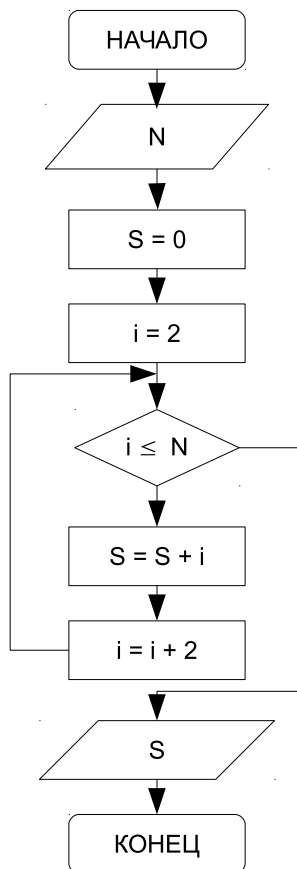 НАЧАЛО
N
S = 0
i = 2
i ≤ N
S = S + i
i = i + 2
S
КОНЕЦ